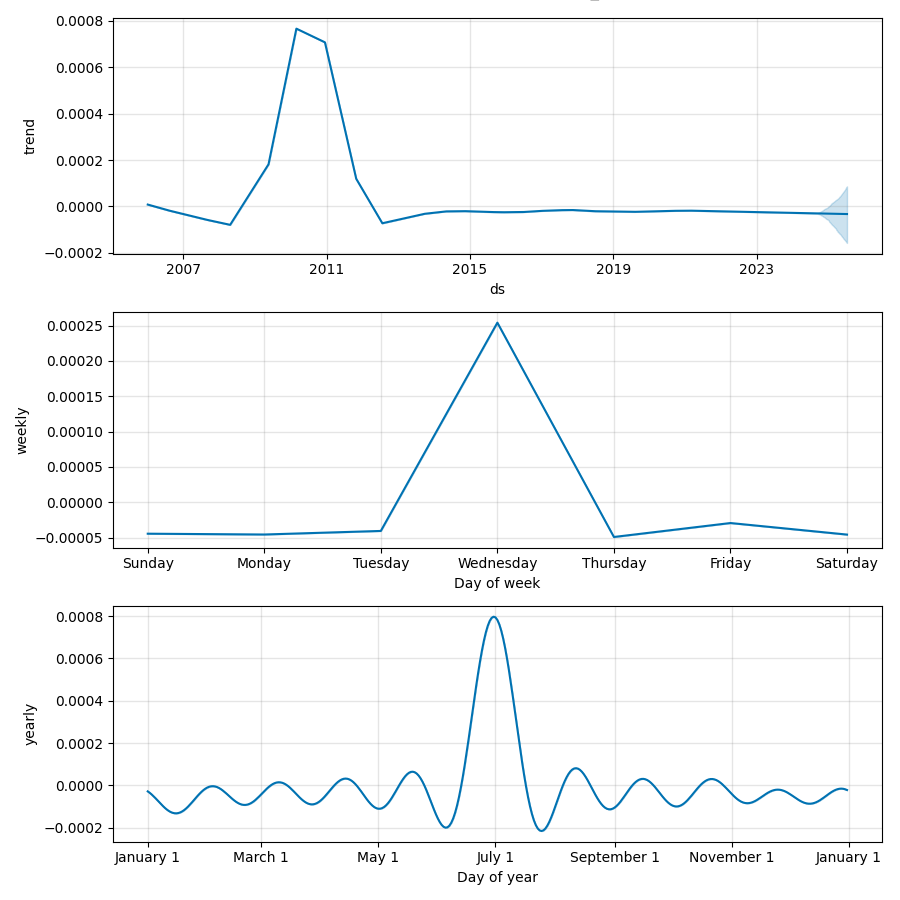 0.0008
0.0006
0.0004
0.0002
0.0000
−0.0002
trend
2007 2011 2015 2019 2023
ds
0.00025
0.00020
0.00015
0.00010
0.00005
0.00000
−0.00005
weekly
Sunday Monday Tuesday Wednesday Thursday Friday Saturday
Day of week
0.0008
0.0006
0.0004
0.0002
0.0000
−0.0002
yearly
January 1 March 1 May 1 July 1 September 1 November 1 January 1
Day of year